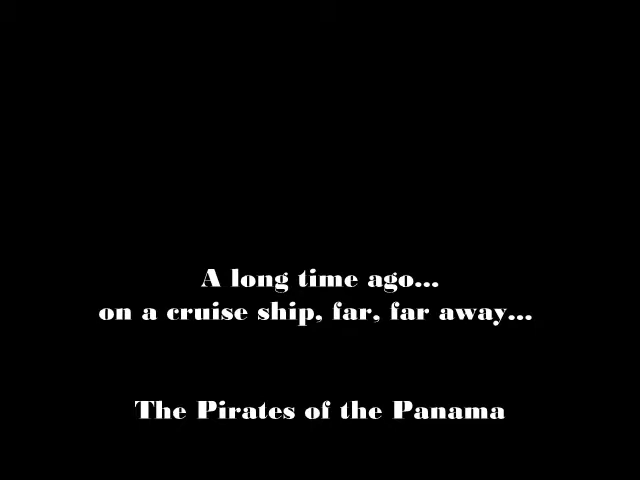 A long time ago...
on a cruise ship, far, far away...
The Pirates of the Panama